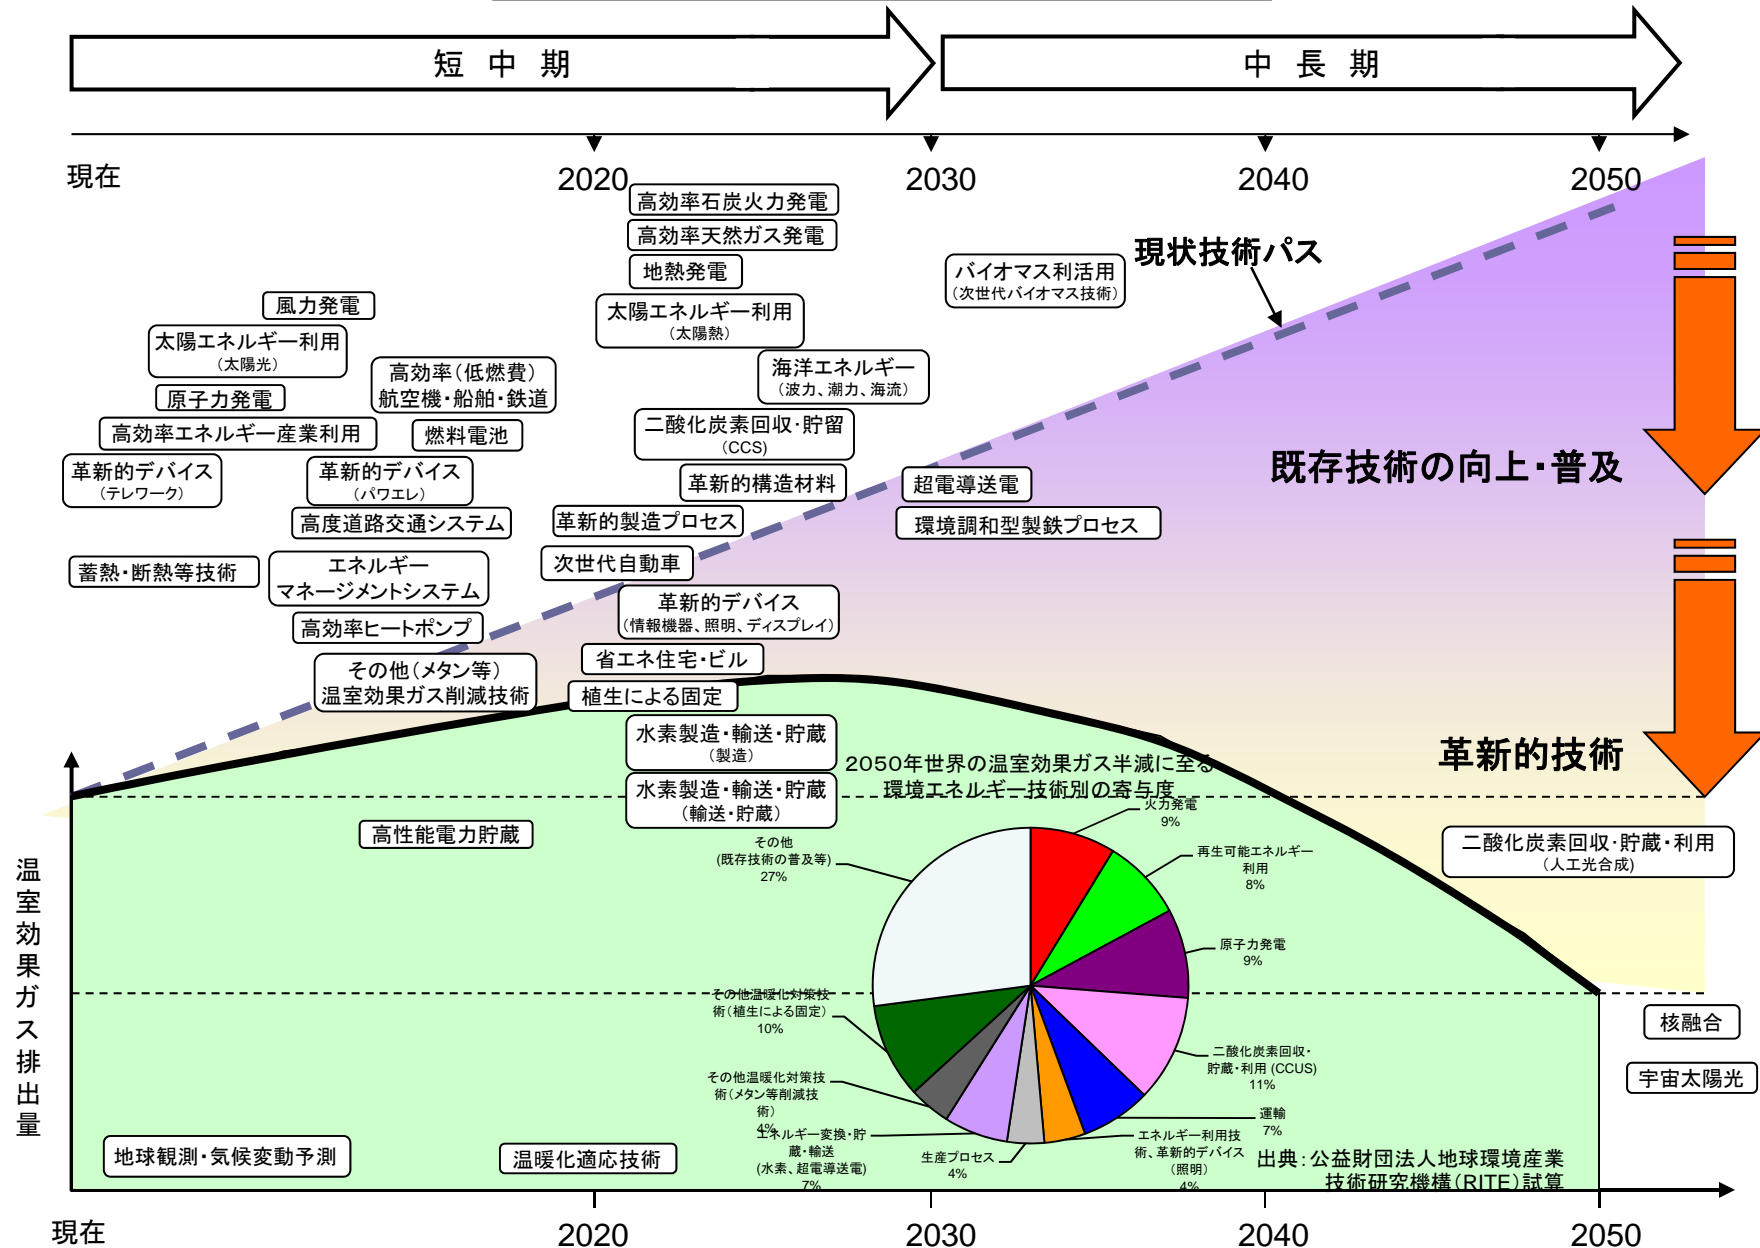 短中期
中長期
現在
2020
2030
2040
2050
高効率石炭火力発電
高効率天然ガス発電
地熱発電
太陽エネルギー利用
(太陽熱)
バイオマス利活用
(次世代バイオマス技術)
現状技術パス
風力発電
太陽エネルギー利用
(太陽光)
原子力発電
高効率(低燃費)
航空機・船舶・鉄道
海洋エネルギー
(波力、潮力、海流)
高効率エネルギー産業利用
燃料電池
二酸化炭素回収・貯留
(CCS)
革新的デバイス
(テレワーク)
革新的デバイス
(パワエレ)
革新的構造材料
超電導送電
既存技術の向上・普及
高度道路交通システム
革新的製造プロセス
環境調和型製鉄プロセス
蓄熱・断熱等技術
エネルギー
マネージメントシステム
次世代自動車
高効率ヒートポンプ
革新的デバイス
(情報機器、照明、ディスプレイ)
その他(メタン等)
温室効果ガス削減技術
省エネ住宅・ビル
植生による固定
水素製造・輸送・貯蔵
(製造)
水素製造・輸送・貯蔵
(輸送・貯蔵)
革新的技術
2050年世界の温室効果ガス半減に至る
環境エネルギー技術別の寄与度
高性能電力貯蔵
二酸化炭素回収・貯蔵・利用
(人工光合成)
火力発電
9%
再生可能エネルギー
利用
8%
原子力発電
9%
二酸化炭素回収・
貯蔵・利用 (CCUS)
11%
運輸
7%
エネルギー利用技
術、革新的デバイス
(照明)
4%
生産プロセス
4%
エネルギー変換・貯
蔵・輸送
(水素、超電導送電)
7%
その他温暖化対策技
術(メタン等削減技
術)
4%
その他温暖化対策技
術(植生による固定)
10%
その他
(既存技術の普及等)
27%
核融合
宇宙太陽光
温室効果ガス排出量
地球観測・気候変動予測
温暖化適応技術
出典:公益財団法人地球環境産業
技術研究機構(RITE)試算
現在
2020
2030
2040
2050